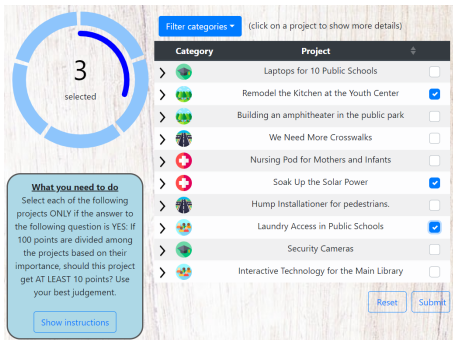 Filter categories (click on a project to show more details)
Category Project
3
selected
Laptops for 10 Public Schools
Remodel the Kitchen at the Youth Center
Building an amphitheater in the public park
We Need More Crosswalks
Nursing Pod for Mothers and Infants
Soak Up the Solar Power
Hump Installationer for pedestrians.
Laundry Access in Public Schools
Security Cameras
Interactive Technology for the Main Library
What you need to do
Select each of the following
projects ONLY if the answer to
the following question is YES: If
100 points are divided among
the projects based on their
importance, should this project
get AT LEAST 10 points? Use
your best judgement.
Show instructions
Reset Submit